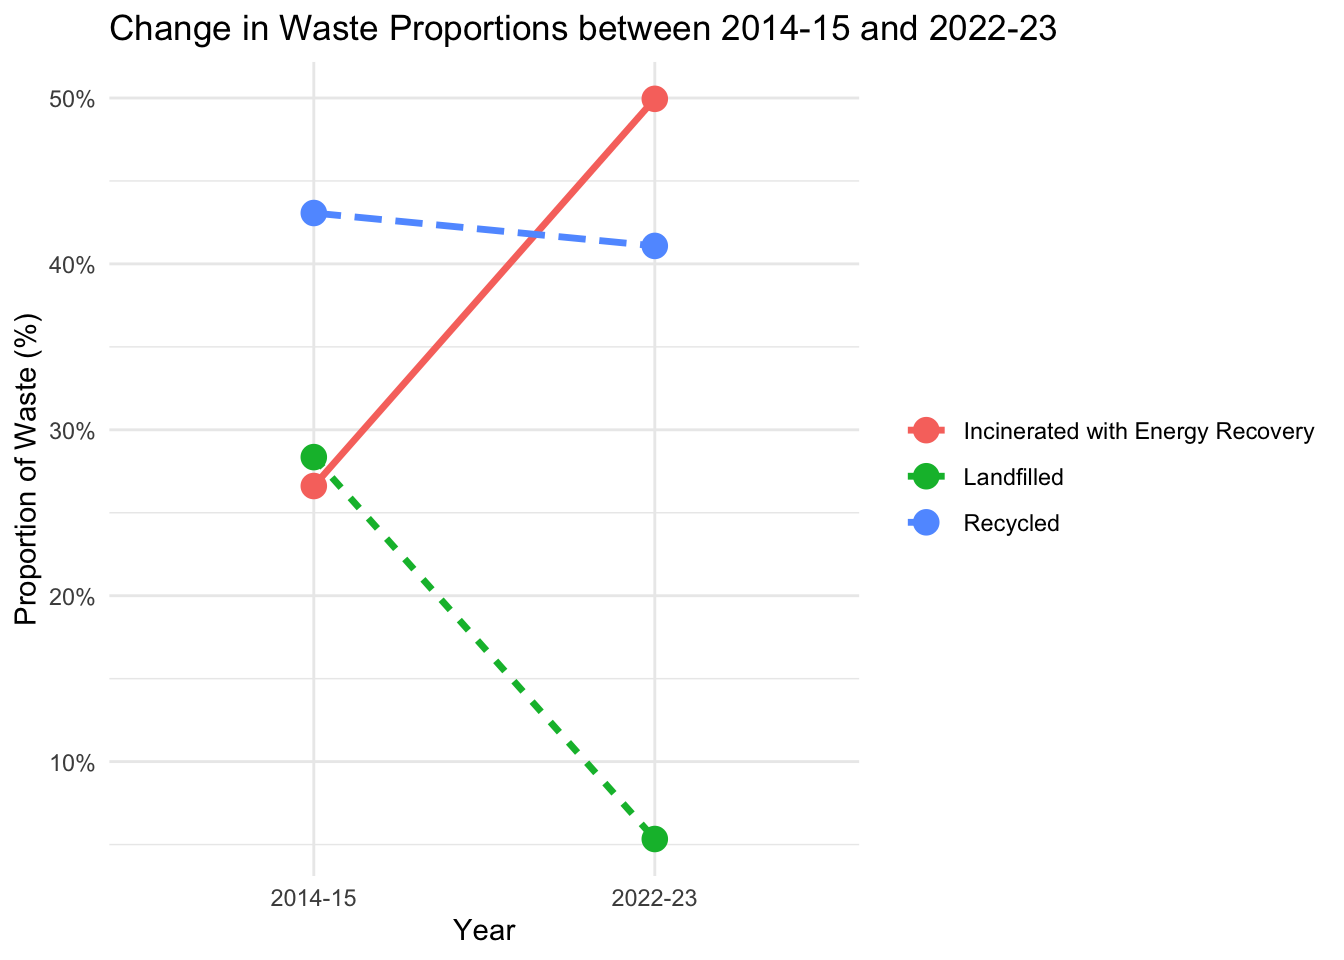 Change in Waste Proportions between 2014-15 and 2022-23
Proportion of Waste (%)
50%
40%
30%
20%
10%
2014-15
2022-23
Year
Incinerated with Energy Recovery
Landfilled
Recycled